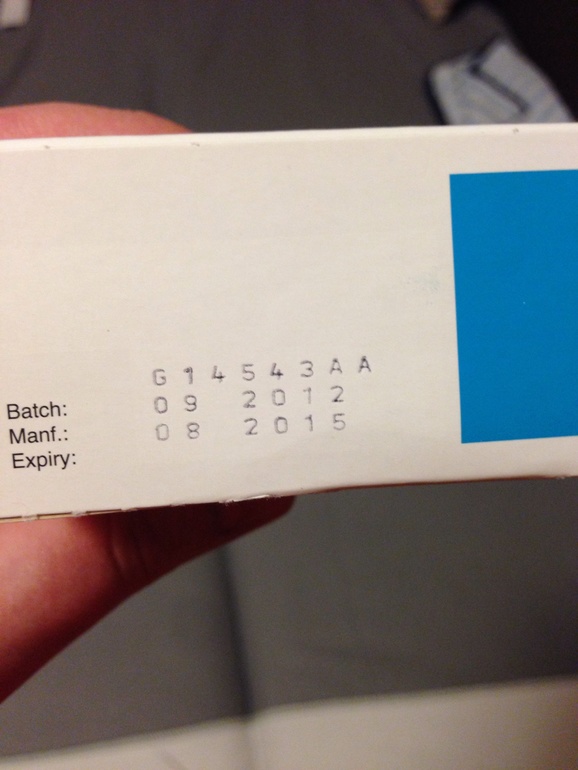 Batch: G14543AA
Manf.: 09 2012
Expiry: 08 2015